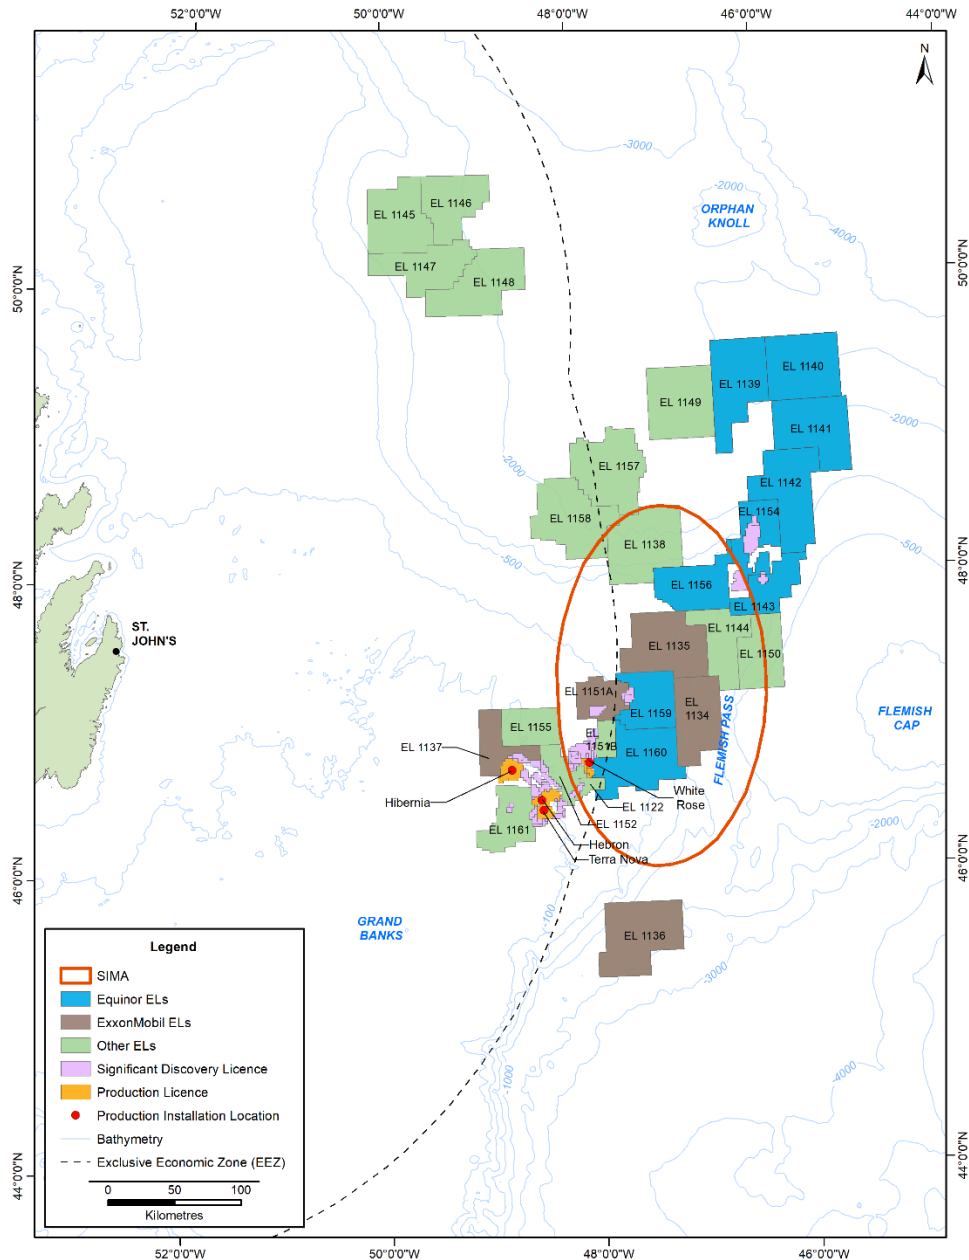 52°0'0"W
50°0'0"W
48°0'0"W
46°0'0"W
44°0'0"W
N
-3000
-2000
ORPHAN
KNOLL
-4000
EL 1145
EL 1146
EL 1147
EL 1148
50°0'0"N
50°0'0"N
EL 1139
EL 1140
EL 1149
EL 1141
-2000
-2000
EL 1157
EL 1142
EL 1158
EL 1154
EL 1138
-500
-500
48°0'0"N
48°0'0"N
EL 1156
EL 1143
ST.
JOHN'S
EL 1144
EL 1135
EL 1150
EL 1151A
EL
1134
EL 1159
FLEMISH
CAP
EL 1155
EL
1151B
FLEMISH PASS
EL 1137
EL 1160
Hibernia
White
Rose
EL 1122
EL 1152
EL 1161
Hebron
Terra Nova
-2000
46°0'0"N
46°0'0"N
-100
GRAND
BANKS
EL 1136
-3000
-1000
-4000
44°0'0"N
44°0'0"N
Legend
SIMA
Equinor ELs
ExxonMobil ELs
Other ELs
Significant Discovery Licence
Production Licence
Production Installation Location
Bathymetry
Exclusive Economic Zone (EEZ)
0 50 100
Kilometres
52°0'0"W
50°0'0"W
48°0'0"W
46°0'0"W